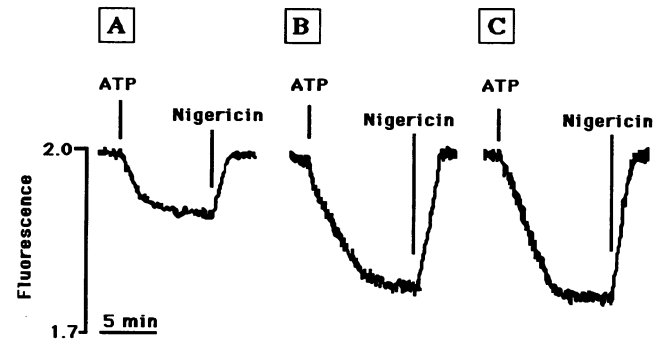 A
B
C
ATP
ATP
ATP
Nigericin
Nigericin
Nigericin
2.0
Fluorescence
1.7
5 min